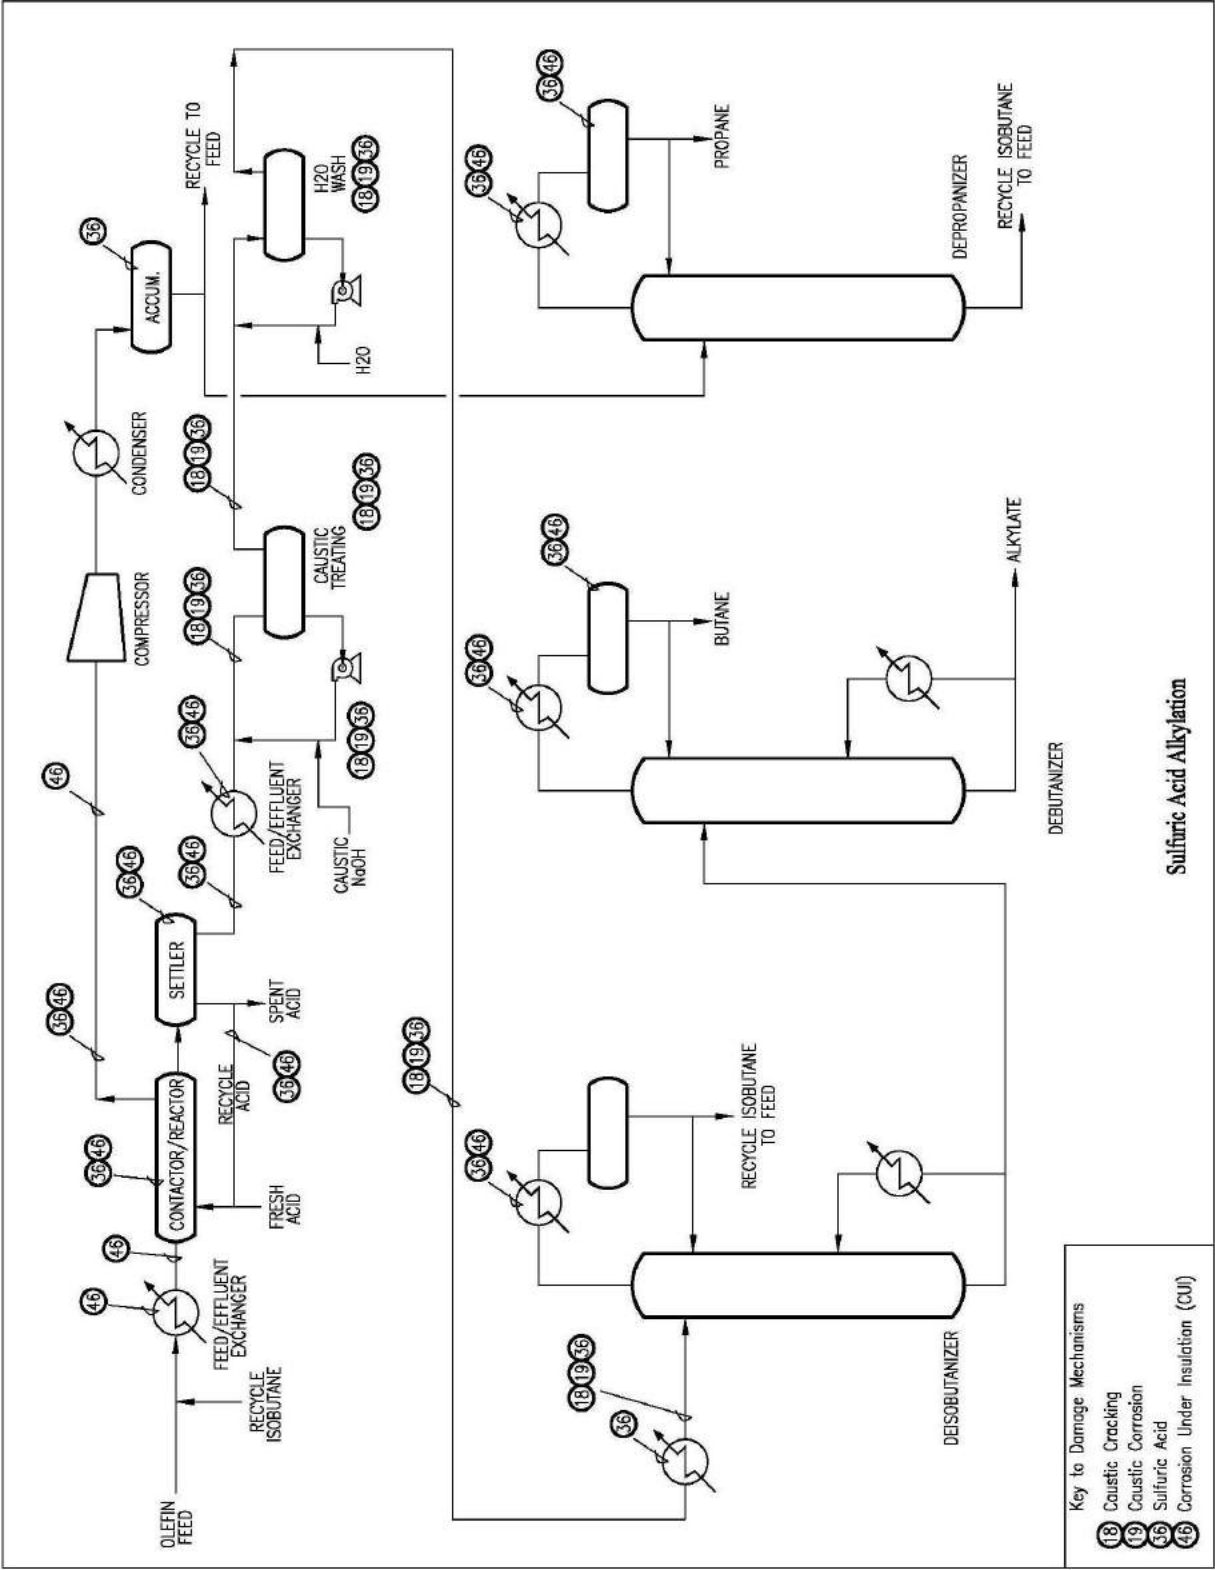 46
36 46
46
36
46
46
36 46
36 46
COMPRESSOR
CONDENSER
ACCUM.
OLEFIN
FEED
CONTACTOR/REACTOR
SETTLER
36 46
36 46
18 19 36
18 19 36
RECYCLE TO
FEED
FEED/EFFLUENT
EXCHANGER
RECYCLE
ACID
RECYCLE
ISOBUTANE
FRESH
ACID
36 46
SPENT
ACID
FEED/EFFLUENT
EXCHANGER
CAUSTIC
NaOH
18 19 36
CAUSTIC
TREATING
18 19 36
H2O
H2O
WASH
18 19 36
18 19 36
36 46
36 46
36 46
36 46
36 46
18 19 36
36
RECYCLE ISOBUTANE
TO FEED
BUTANE
PROPANE
DEISOBUTANIZER
DEBUTANIZER
ALKYLATE
DEPROPANIZER
RECYCLE ISOBUTANE
TO FEED
Key to Damage Mechanisms
18 Caustic Cracking
19 Caustic Corrosion
36 Sulfuric Acid
46 Corrosion Under Insulation (CUI)
Sulfuric Acid Alkylation